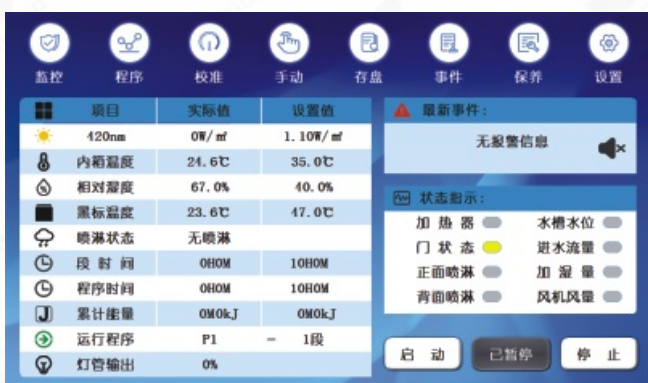 监控 程序 校准 手动 存盘 事件 保养 设置
项目 实际值 设置值
420nm 0W/㎡ 1.10W/㎡
内箱温度 24.6℃ 35.0℃
相对湿度 67.0% 40.0%
黑标温度 23.6℃ 47.0℃
喷淋状态 无喷淋
段时间 0H0M 10H0M
程序时间 0H0M 10H0M
J 累计能量 0M0kJ 0M0kJ
运行程序 P1 - 1段
灯管输出 0%
最新事件:
无报警信息
状态指示:
加热器 水槽水位
门状态 进水流量
正面喷淋 加湿量
背面喷淋 风机风量
启动 已暂停 停止